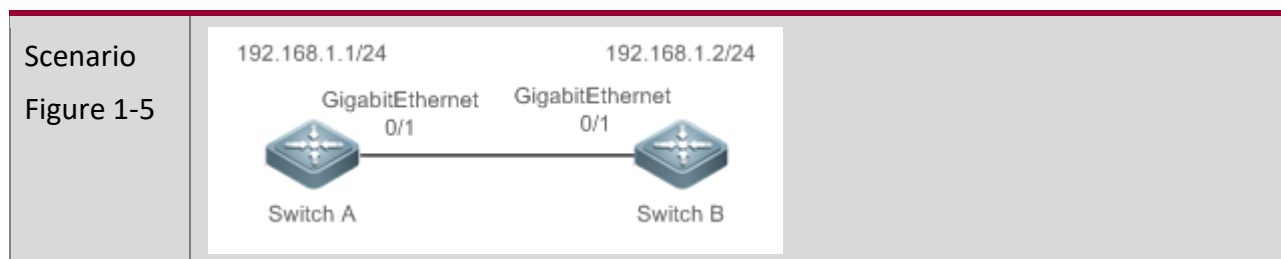 Scenario
Figure 1-5
192.168.1.1/24
192.168.1.2/24
GigabitEthernet
0/1
GigabitEthernet
0/1
Switch A
Switch B